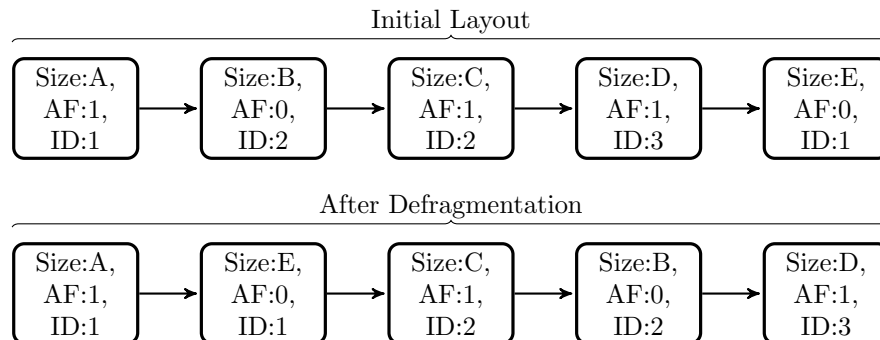 Initial Layout
Size:A,
AF:1,
ID:1
Size:B,
AF:0,
ID:2
Size:C,
AF:1,
ID:2
Size:D,
AF:1,
ID:3
Size:E,
AF:0,
ID:1
After Defragmentation
Size:A,
AF:1,
ID:1
Size:E,
AF:0,
ID:1
Size:C,
AF:1,
ID:2
Size:B,
AF:0,
ID:2
Size:D,
AF:1,
ID:3